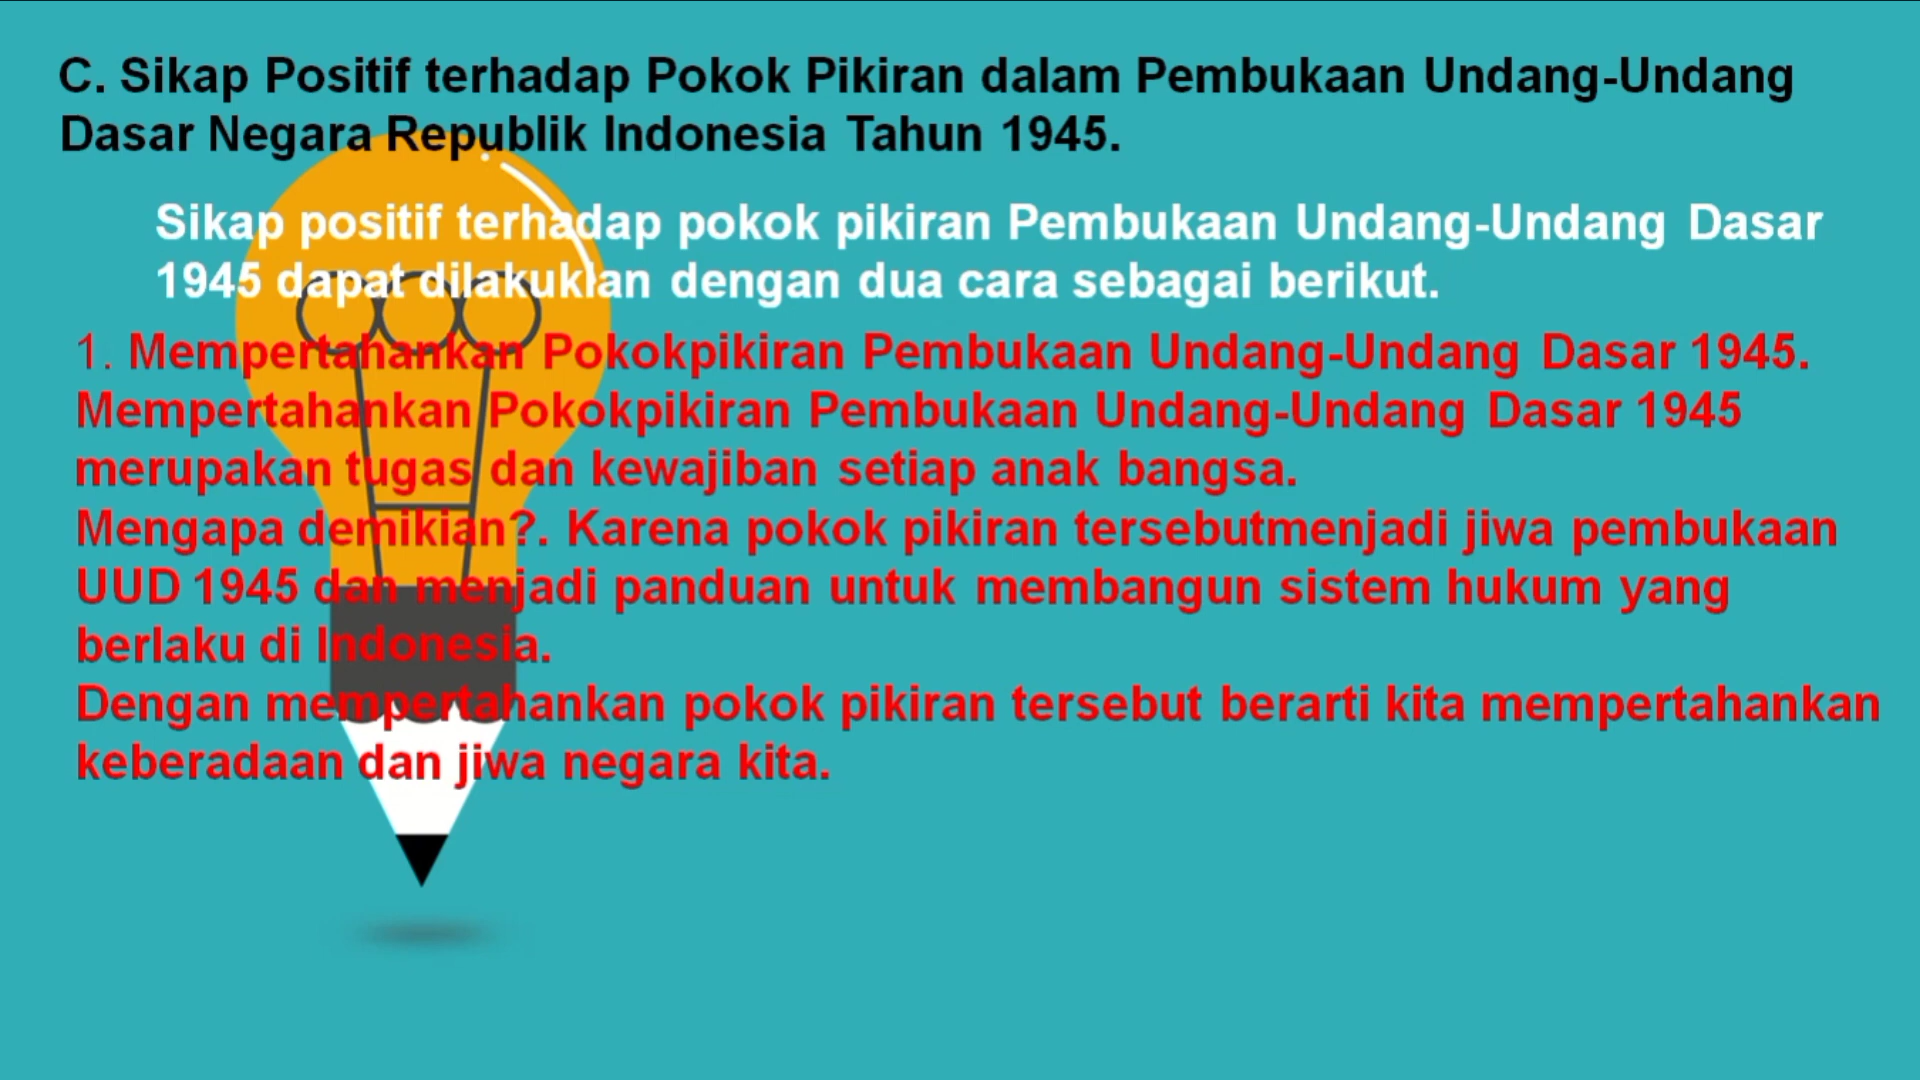 C. Sikap Positif terhadap Pokok Pikiran dalam Pembukaan Undang-Undang
Dasar Negara Republik Indonesia Tahun 1945.
Sikap positif terhadap pokok pikiran Pembukaan Undang-Undang Dasar
1945 dapat dilakuklan dengan dua cara sebagai berikut.
1. Mempertahankan Pokokpikiran Pembukaan Undang-Undang Dasar 1945.
Mempertahankan Pokokpikiran Pembukaan Undang-Undang Dasar 1945
merupakan tugas dan kewajiban setiap anak bangsa.
Mengapa demikian?. Karena pokok pikiran tersebutmenjadi jiwa pembukaan
UUD 1945 dan menjadi panduan untuk membangun sistem hukum yang
berlaku di Indonesia.
Dengan mempertahankan pokok pikiran tersebut berarti kita mempertahankan
keberadaan dan jiwa negara kita.